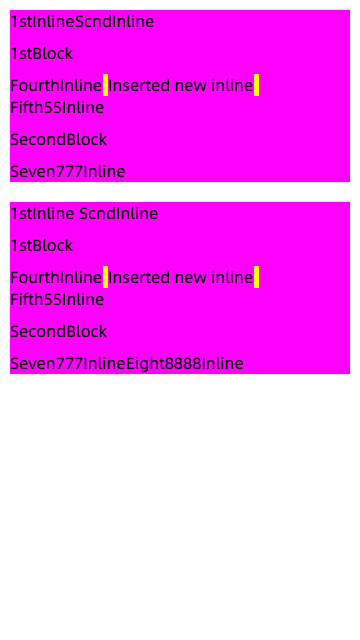 1stInlineScndInline
1stBlock
FourthInline Inserted new inline
Fifth55Inline
SecondBlock
Seven777Inline
1stInline ScndInline
1stBlock
FourthInline Inserted new inline
Fifth55Inline
SecondBlock
Seven777InlineEight8888Inline